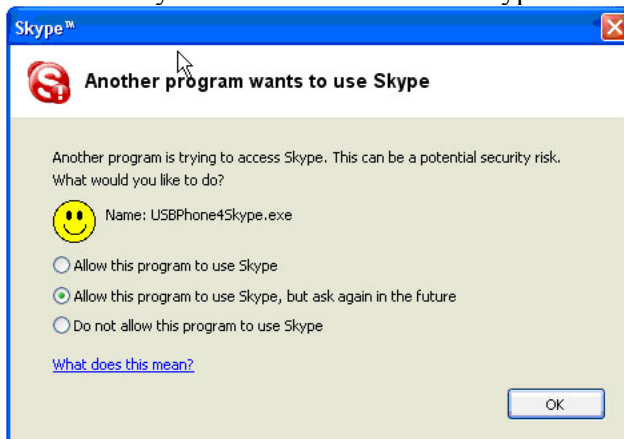 Skype™
Another program wants to use Skype
Another program is trying to access Skype. This can be a potential security risk.
What would you like to do?
Name: USBPhone4Skype.exe
Allow this program to use Skype
Allow this program to use Skype, but ask again in the future
Do not allow this program to use Skype
What does this mean?
OK